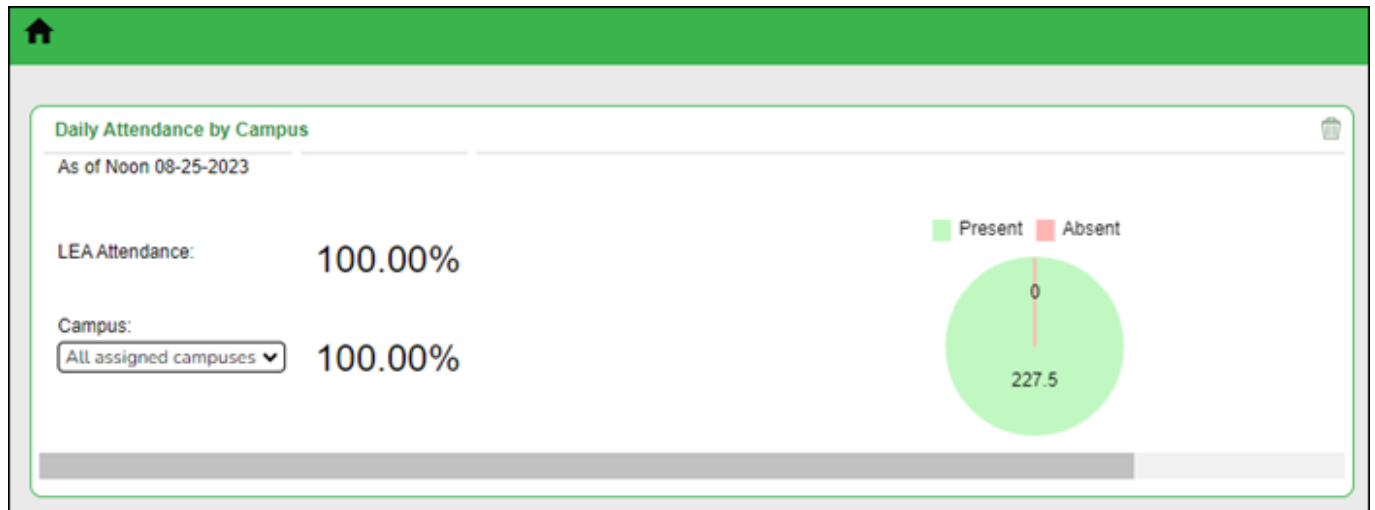 Daily Attendance by Campus
As of Noon 08-25-2023
Present Absent
LEA Attendance: 100.00%
0
Campus:
All assigned campuses 100.00%
227.5